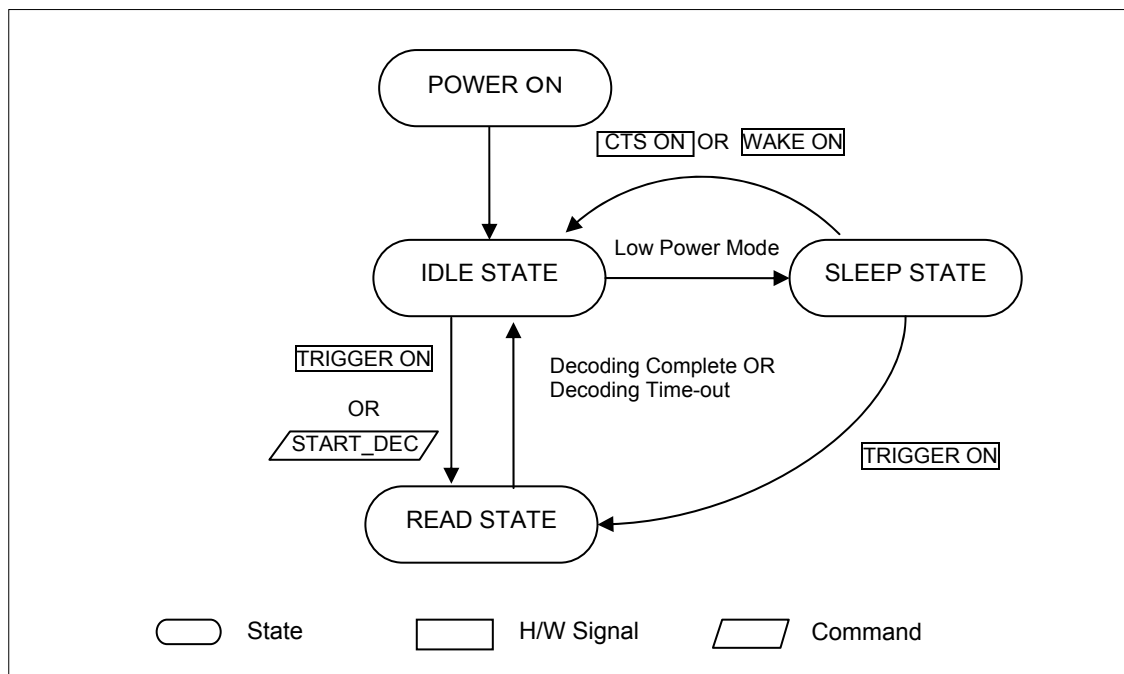 POWER ON
CTS ON OR WAKE ON
IDLE STATE
Low Power Mode
SLEEP STATE
TRIGGER ON
OR
START_DEC
Decoding Complete OR
Decoding Time-out
TRIGGER ON
READ STATE
State
H/W Signal
Command